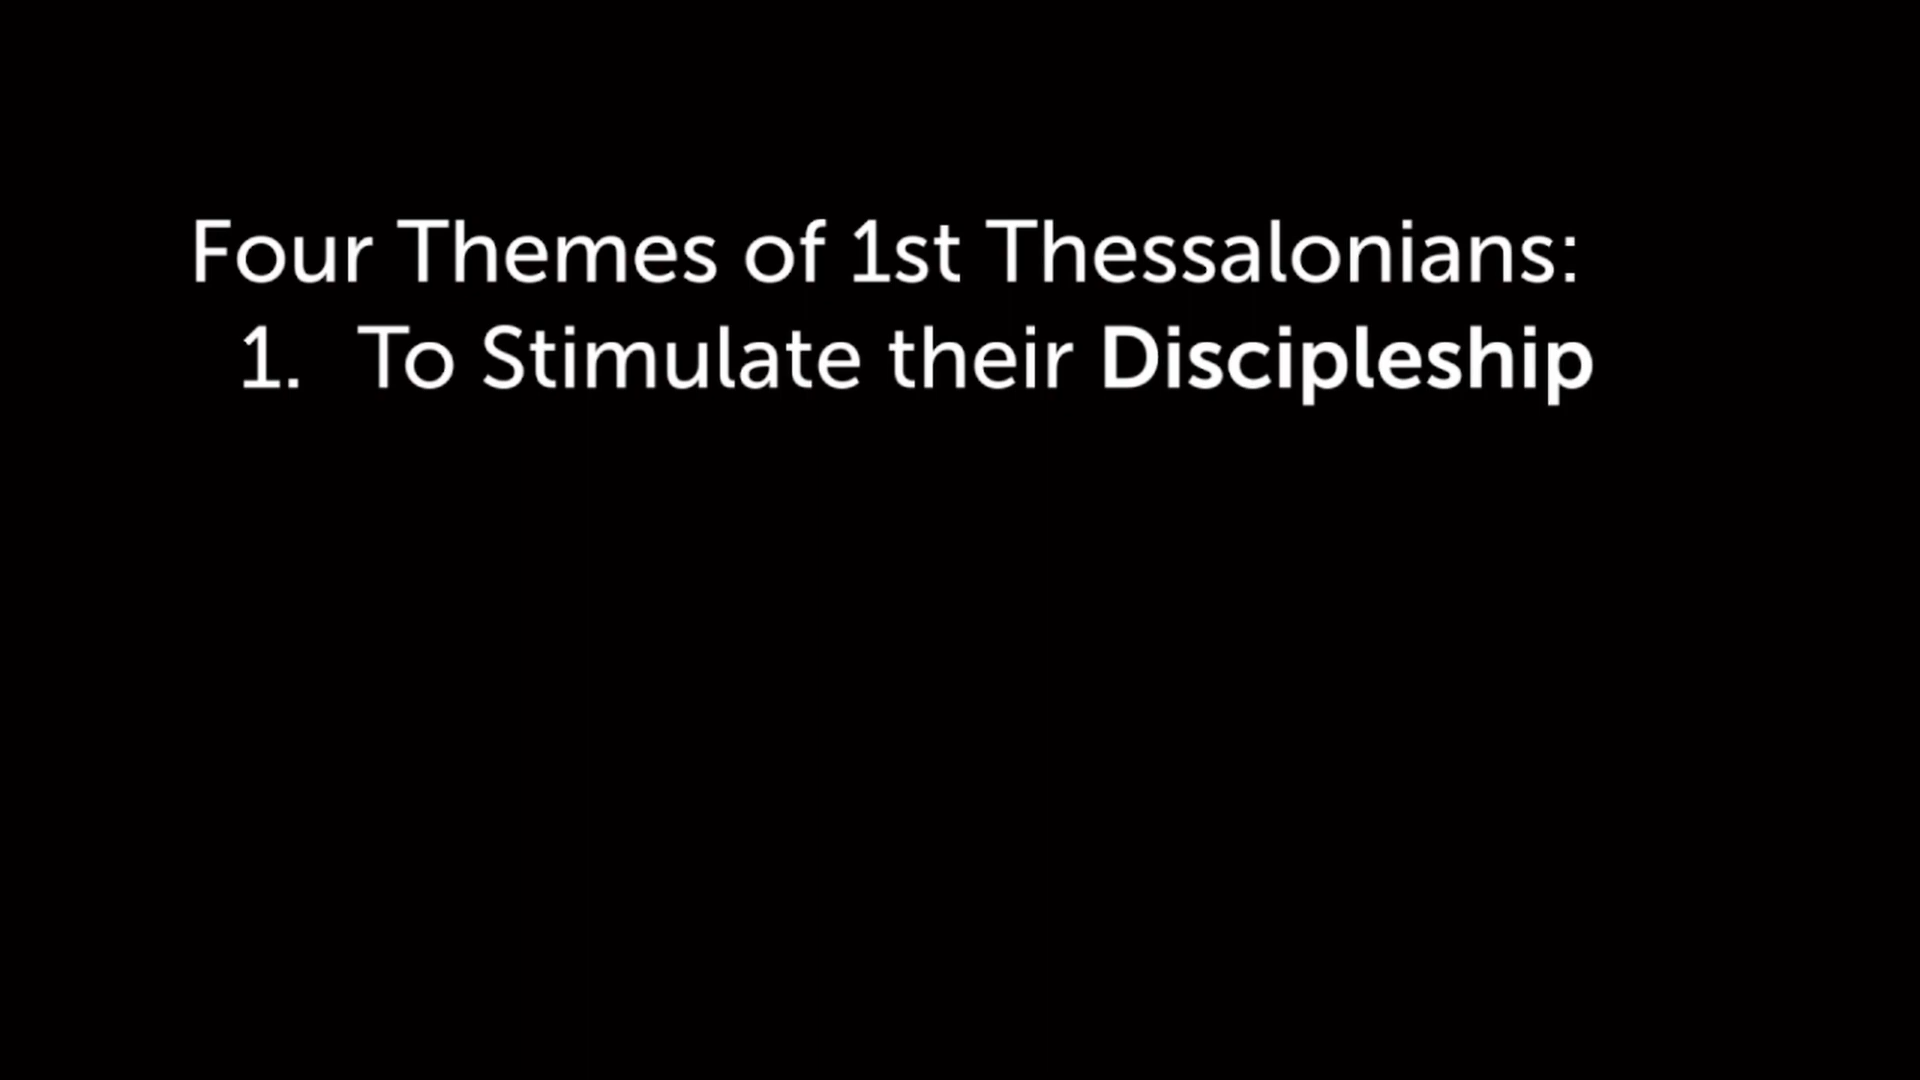 Four Themes of 1st Thessalonians:
1. To Stimulate their Discipleship